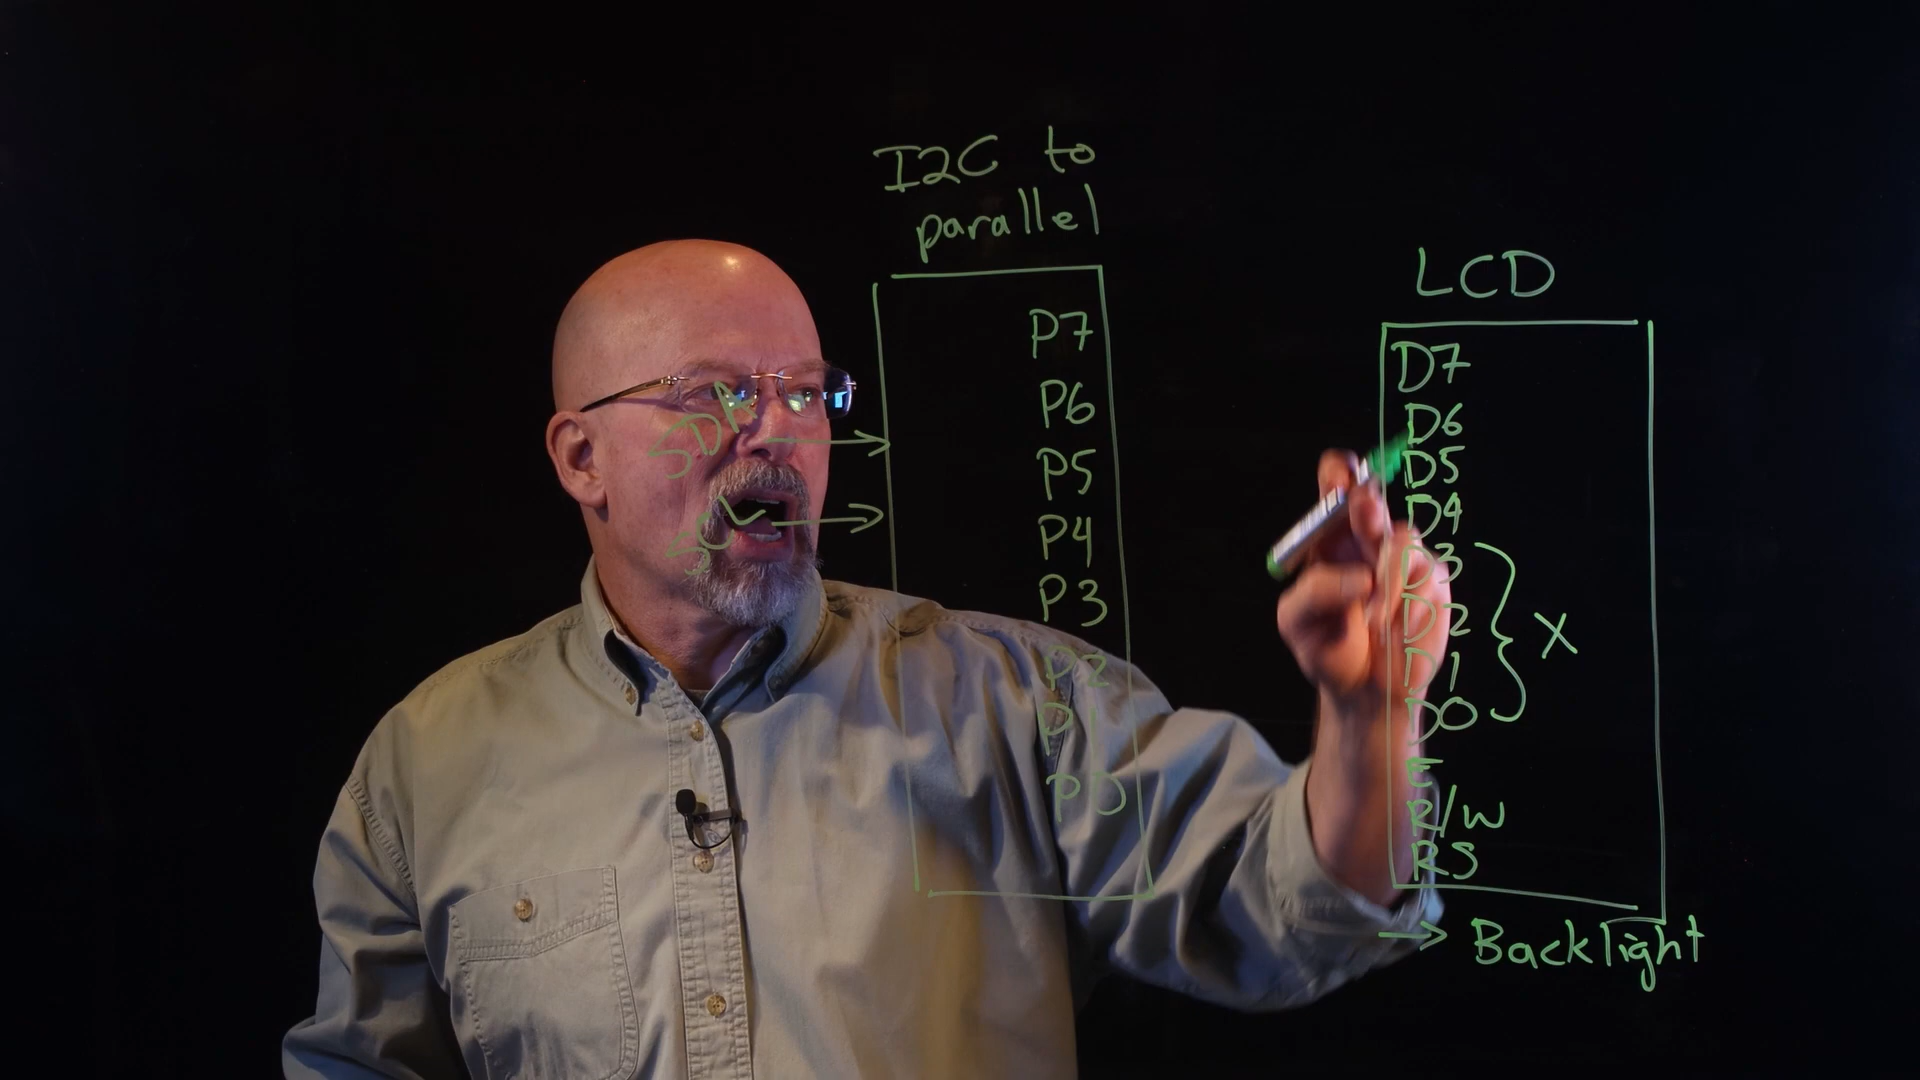 I2C to
parallel
SDA
SCL
P7
P6
P5
P4
P3
P2
P1
P0
LCD
D7
D6
D5
D4
D3
D2
D1
D0
X
E
R/W
RS
Backlight